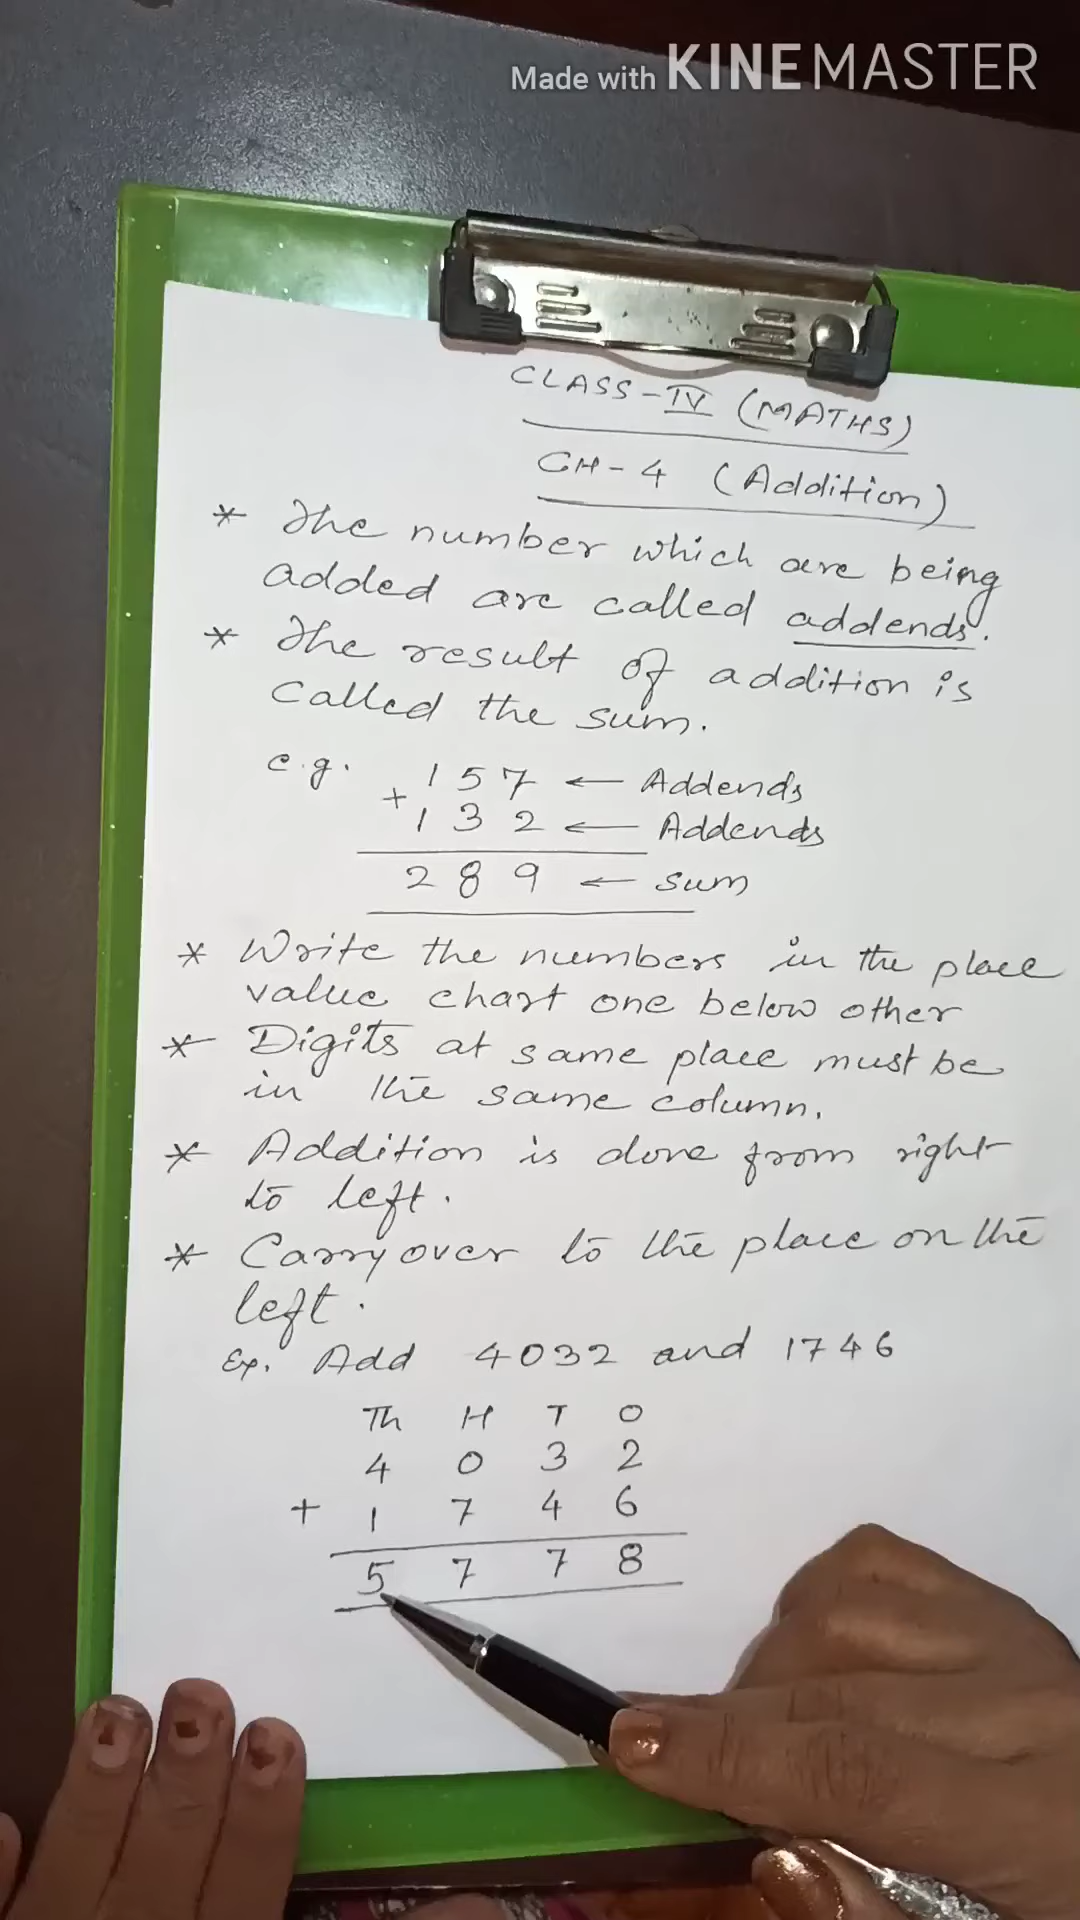 Made with KINEMASTER
CLASS-IV (MATHS)
CH-4 (Addition)
* The number which are being
added are called addends.
* The result of addition is
called the sum.
e.g. 157 ← Addends
+ 132 ← Addends
289 ← sum
* Write the numbers in the place
value chart one below other
* Digits at same place must be
in the same column.
* Addition is done from right
to left.
* Carryover to the place on the
left.
Ex. Add 4032 and 1746
Th H T O
4 0 3 2
+ 1 7 4 6
5 7 7 8